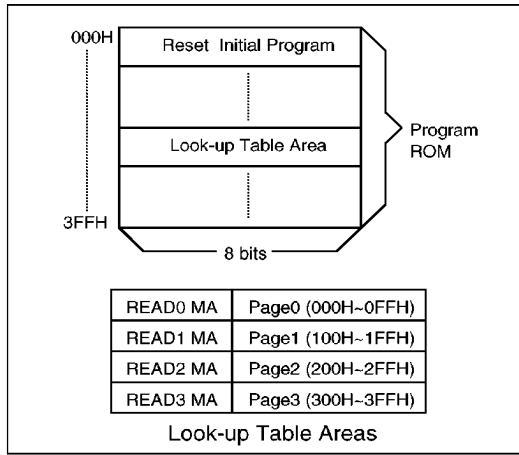 000H
Reset Initial Program
Look-up Table Area
Program
ROM
3FFH
8 bits
READ0 MA Page0 (000H~0FFH)
READ1 MA Page1 (100H~1FFH)
READ2 MA Page2 (200H~2FFH)
READ3 MA Page3 (300H~3FFH)
Look-up Table Areas